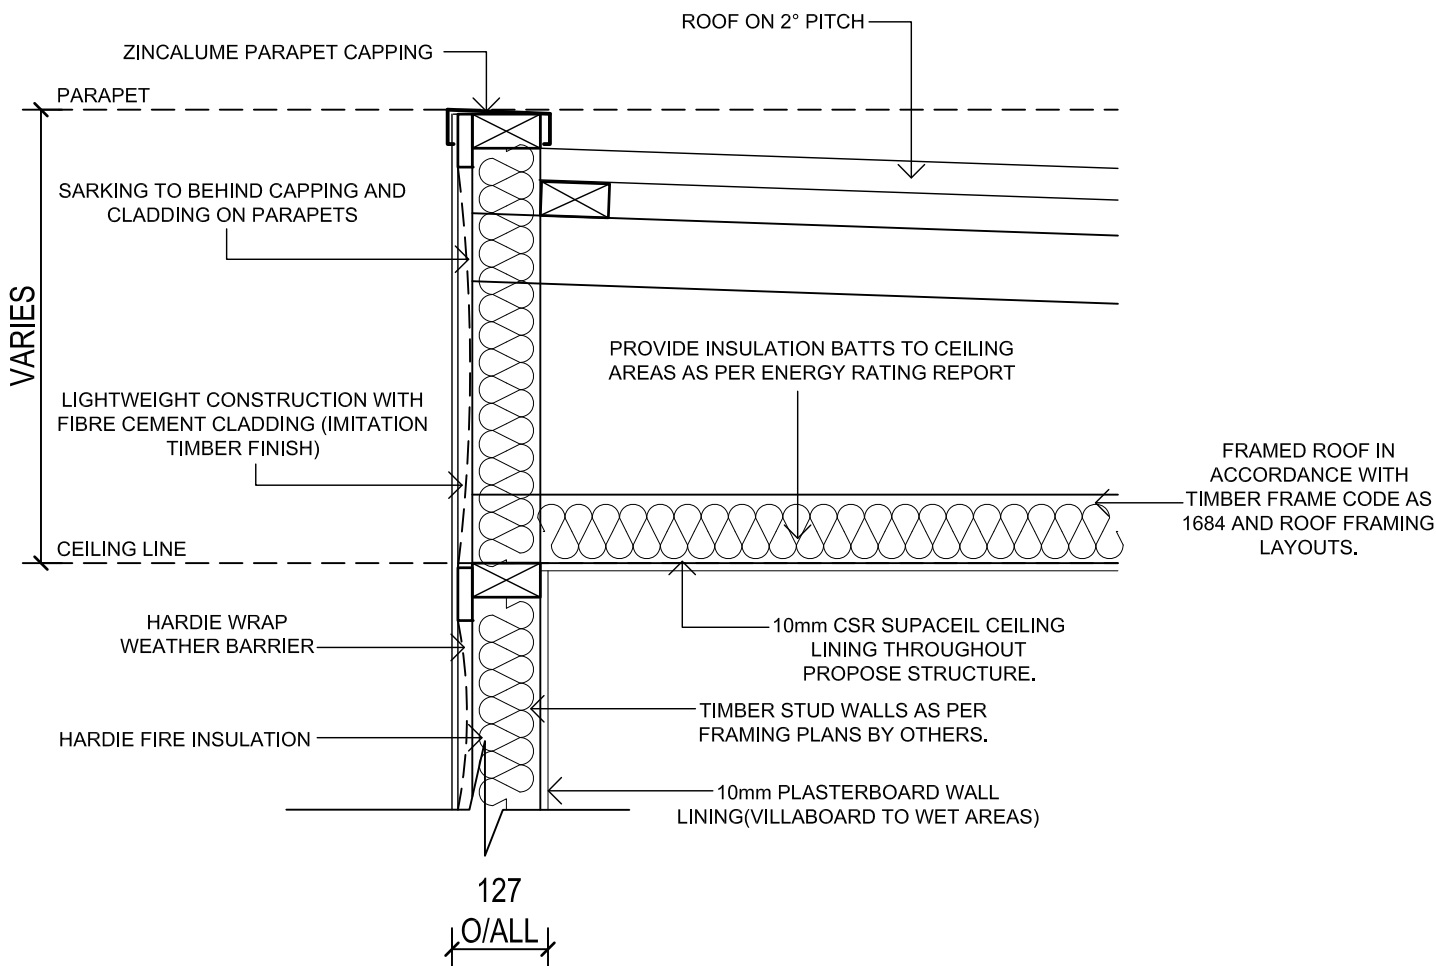 ROOF ON 2° PITCH
ZINCALUME PARAPET CAPPING
PARAPET
SARKING TO BEHIND CAPPING AND
CLADDING ON PARAPETS
VARIES
PROVIDE INSULATION BATTS TO CEILING
AREAS AS PER ENERGY RATING REPORT
LIGHTWEIGHT CONSTRUCTION WITH
FIBRE CEMENT CLADDING (IMITATION
TIMBER FINISH)
FRAMED ROOF IN
ACCORDANCE WITH
TIMBER FRAME CODE AS
1684 AND ROOF FRAMING
LAYOUTS.
CEILING LINE
HARDIE WRAP
WEATHER BARRIER
10mm CSR SUPACEIL CEILING
LINING THROUGHOUT
PROPOSE STRUCTURE.
TIMBER STUD WALLS AS PER
FRAMING PLANS BY OTHERS.
HARDIE FIRE INSULATION
10mm PLASTERBOARD WALL
LINING(VILLABOARD TO WET AREAS)
127
O/ALL